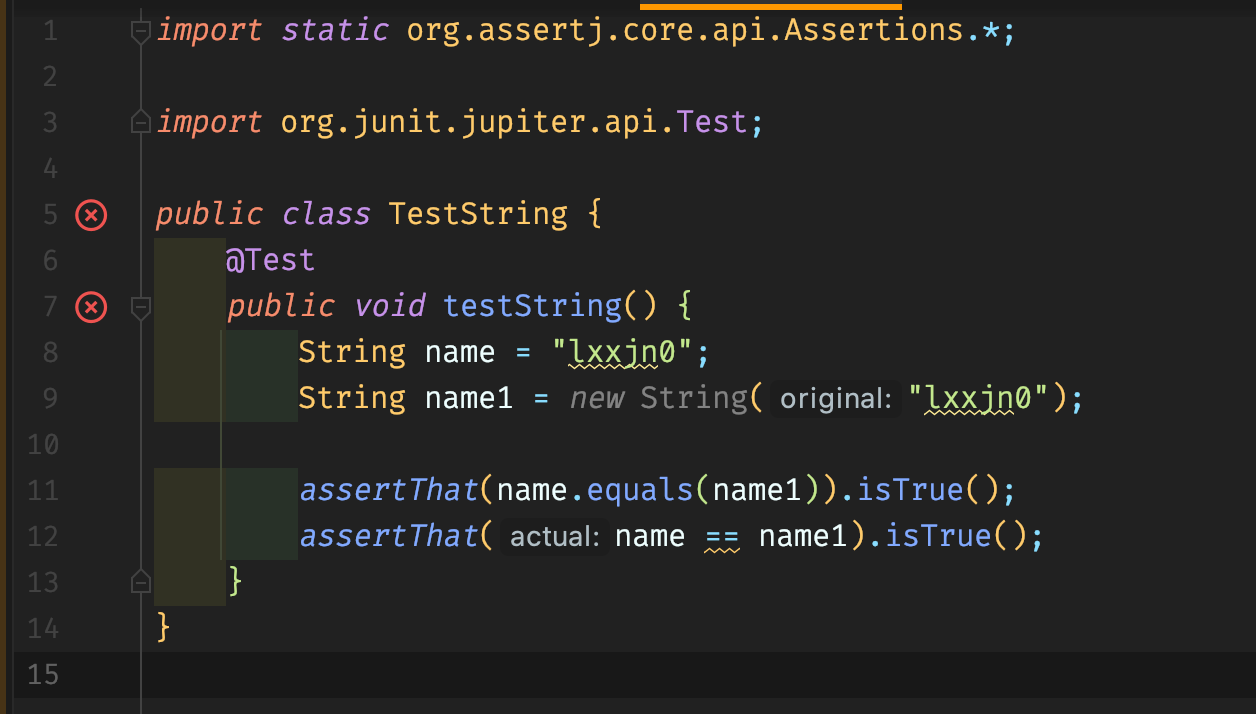 1 import static org.assertj.core.api.Assertions.*;
2
3 import org.junit.jupiter.api.Test;
4
5 public class TestString {
6 @Test
7 public void testString() {
8 String name = "lxxjn0";
9 String name1 = new String( original: "lxxjn0");
10
11 assertThat(name.equals(name1)).isTrue();
12 assertThat( actual: name == name1).isTrue();
13 }
14 }
15